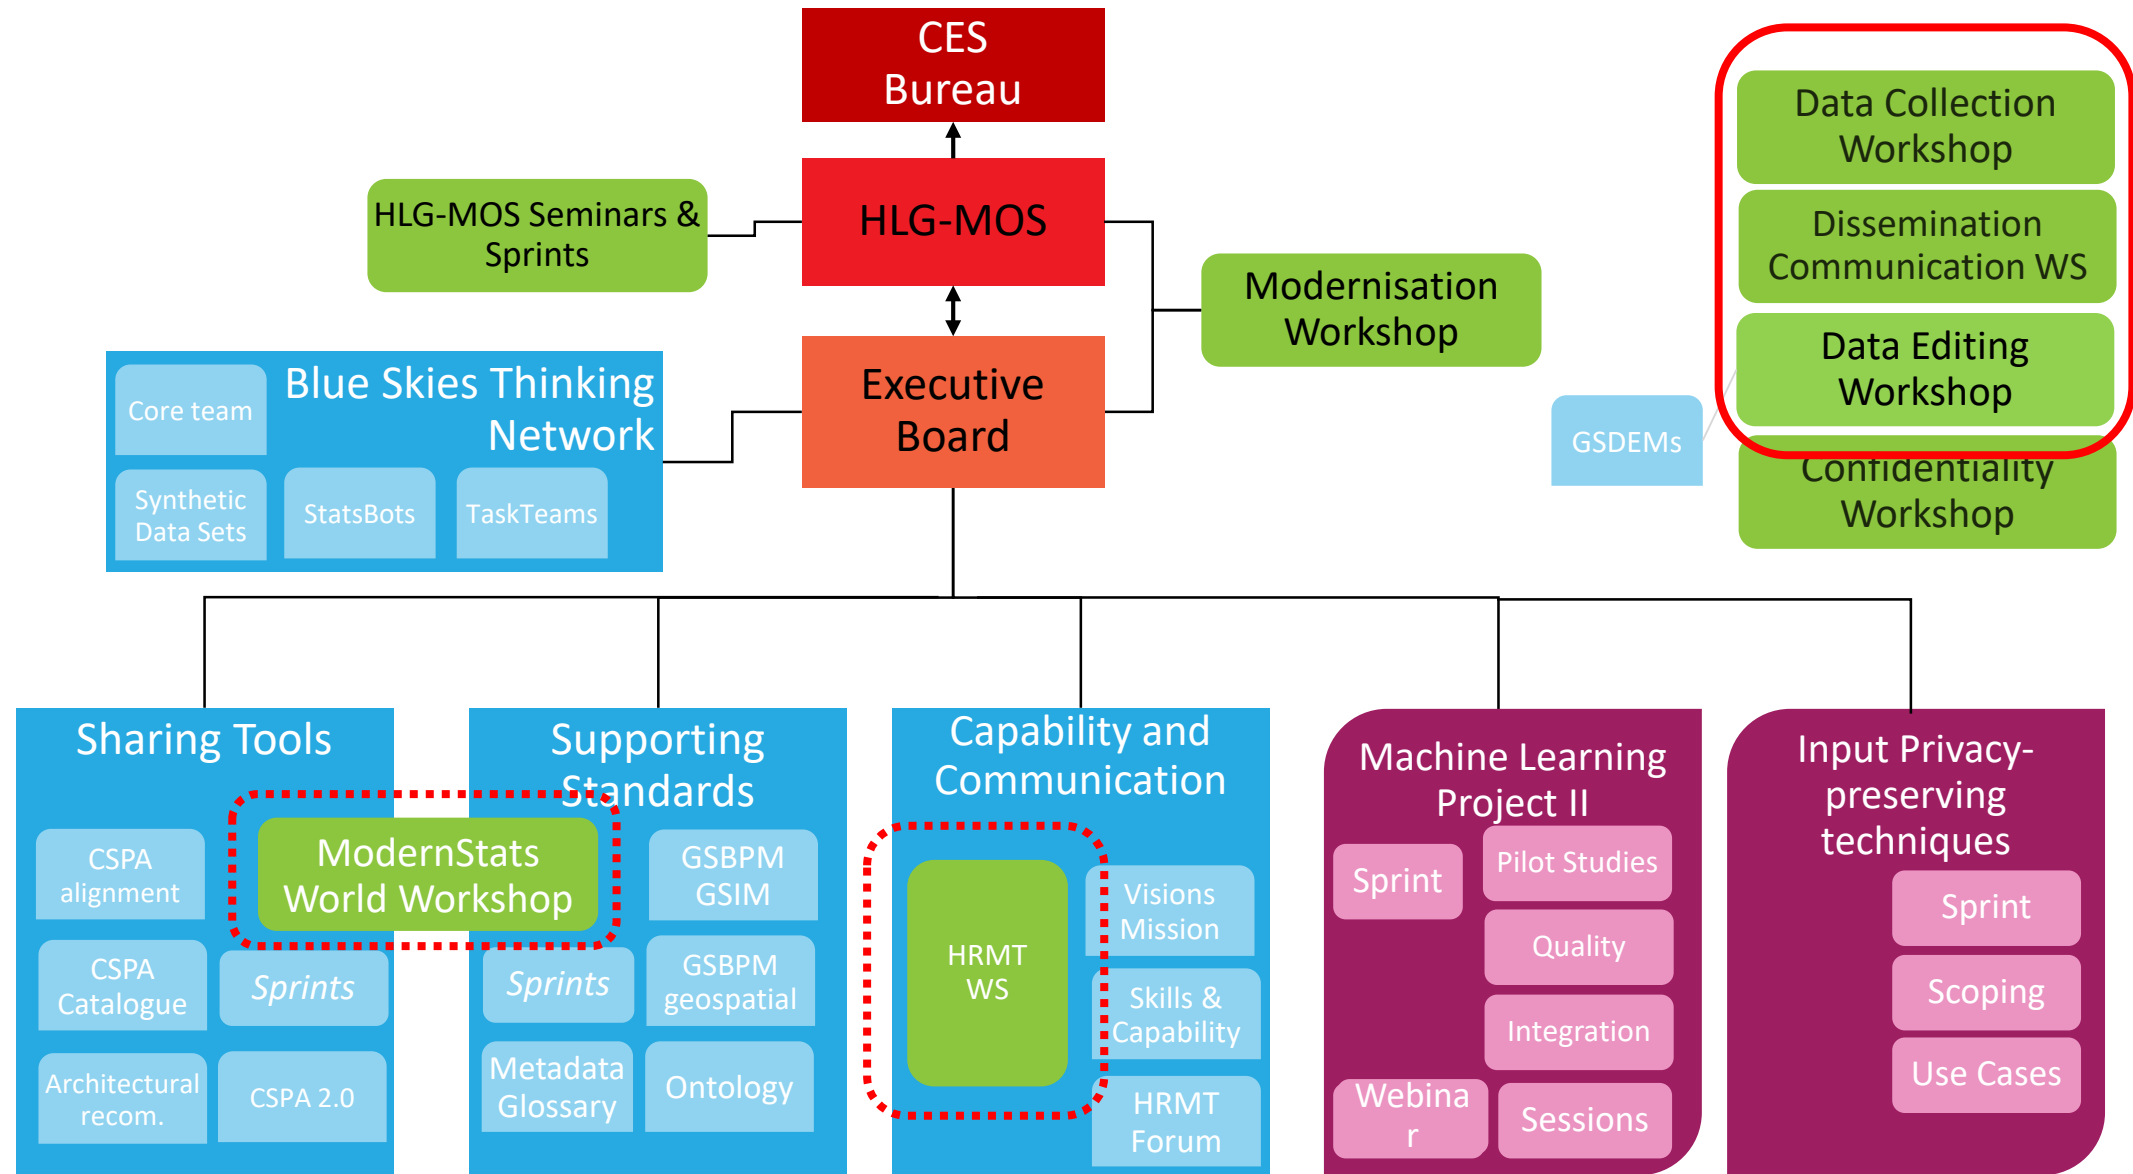 CES
Bureau
HLG-MOS
HLG-MOS Seminars &
Sprints
Modernisation
Workshop
Executive
Board
Blue Skies Thinking
Network
Core team
Synthetic
Data Sets
StatsBots
TaskTeams
Data Collection
Workshop
Dissemination
Communication WS
Data Editing
Workshop
GSDEMs
Confidentiality
Workshop
Sharing Tools
CSPA
alignment
CSPA
Catalogue
Sprints
Architectural
recom.
CSPA 2.0
ModernStats
World Workshop
Supporting
Standards
GSBPM
GSIM
Sprints
GSBPM
geospatial
Metadata
Glossary
Ontology
Capability and
Communication
HRMT
WS
Visions
Mission
Skills &
Capability
HRMT
Forum
Machine Learning
Project II
Sprint
Pilot Studies
Quality
Integration
Webina
r
Sessions
Input Privacy-
preserving
techniques
Sprint
Scoping
Use Cases